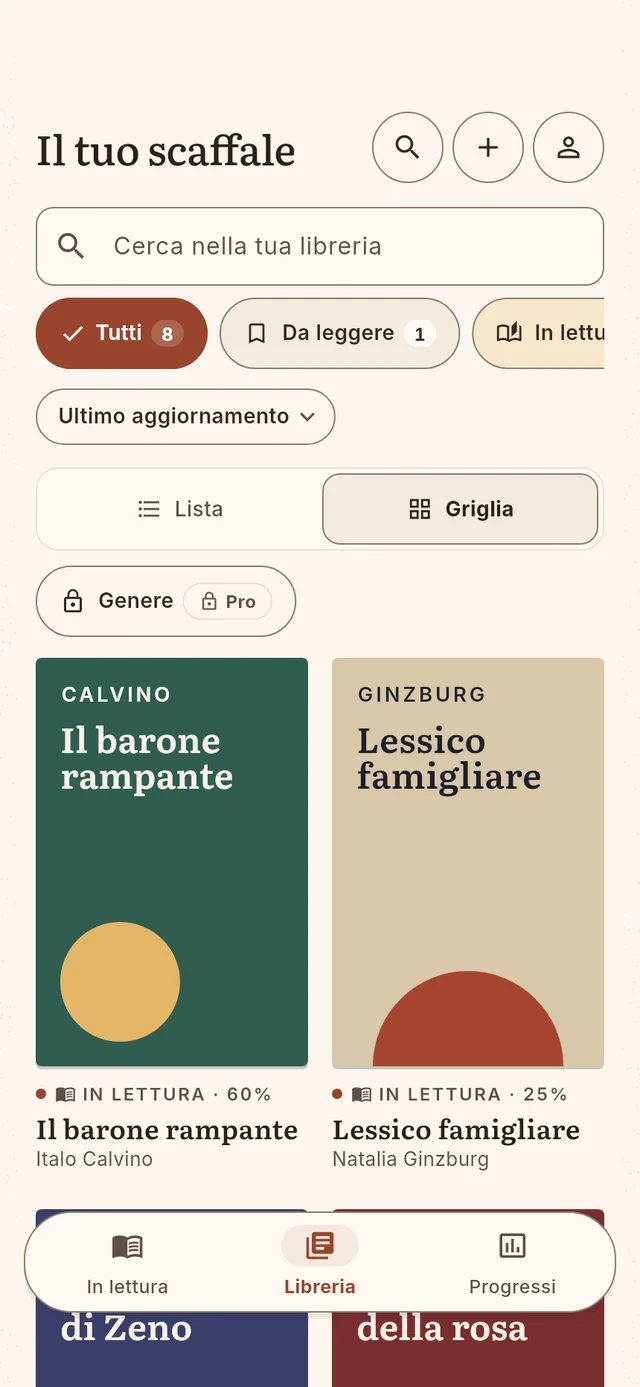 Il tuo scaffale
Cerca nella tua libreria
Tutti 8 Da leggere 1 In lettu
Ultimo aggiornamento
Lista Griglia
Genere Pro
CALVINO
Il barone
rampante
GINZBURG
Lessico
famigliare
IN LETTURA · 60%
Il barone rampante
Italo Calvino
IN LETTURA · 25%
Lessico famigliare
Natalia Ginzburg
di Zeno
della rosa
In lettura Libreria Progressi